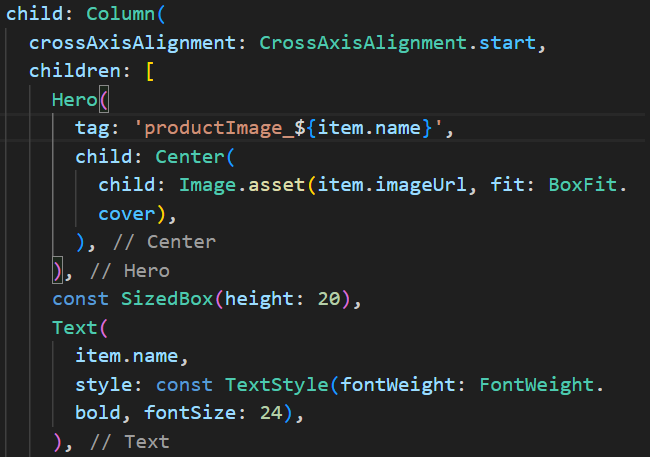 child: Column(
crossAxisAlignment: CrossAxisAlignment.start,
children: [
Hero(
tag: 'productImage_${item.name}',
child: Center(
child: Image.asset(item.imageUrl, fit: BoxFit.
cover),
), // Center
), // Hero
const SizedBox(height: 20),
Text(
item.name,
style: const TextStyle(fontWeight: FontWeight.
bold, fontSize: 24),
), // Text